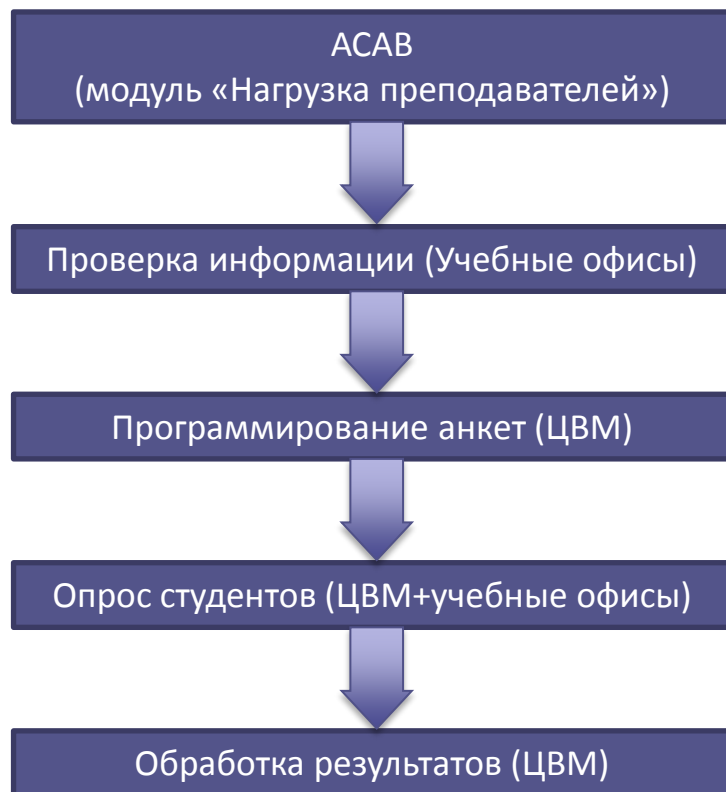 АСАВ
(модуль «Нагрузка преподавателей»)
Проверка информации (Учебные офисы)
Программирование анкет (ЦВМ)
Опрос студентов (ЦВМ+учебные офисы)
Обработка результатов (ЦВМ)